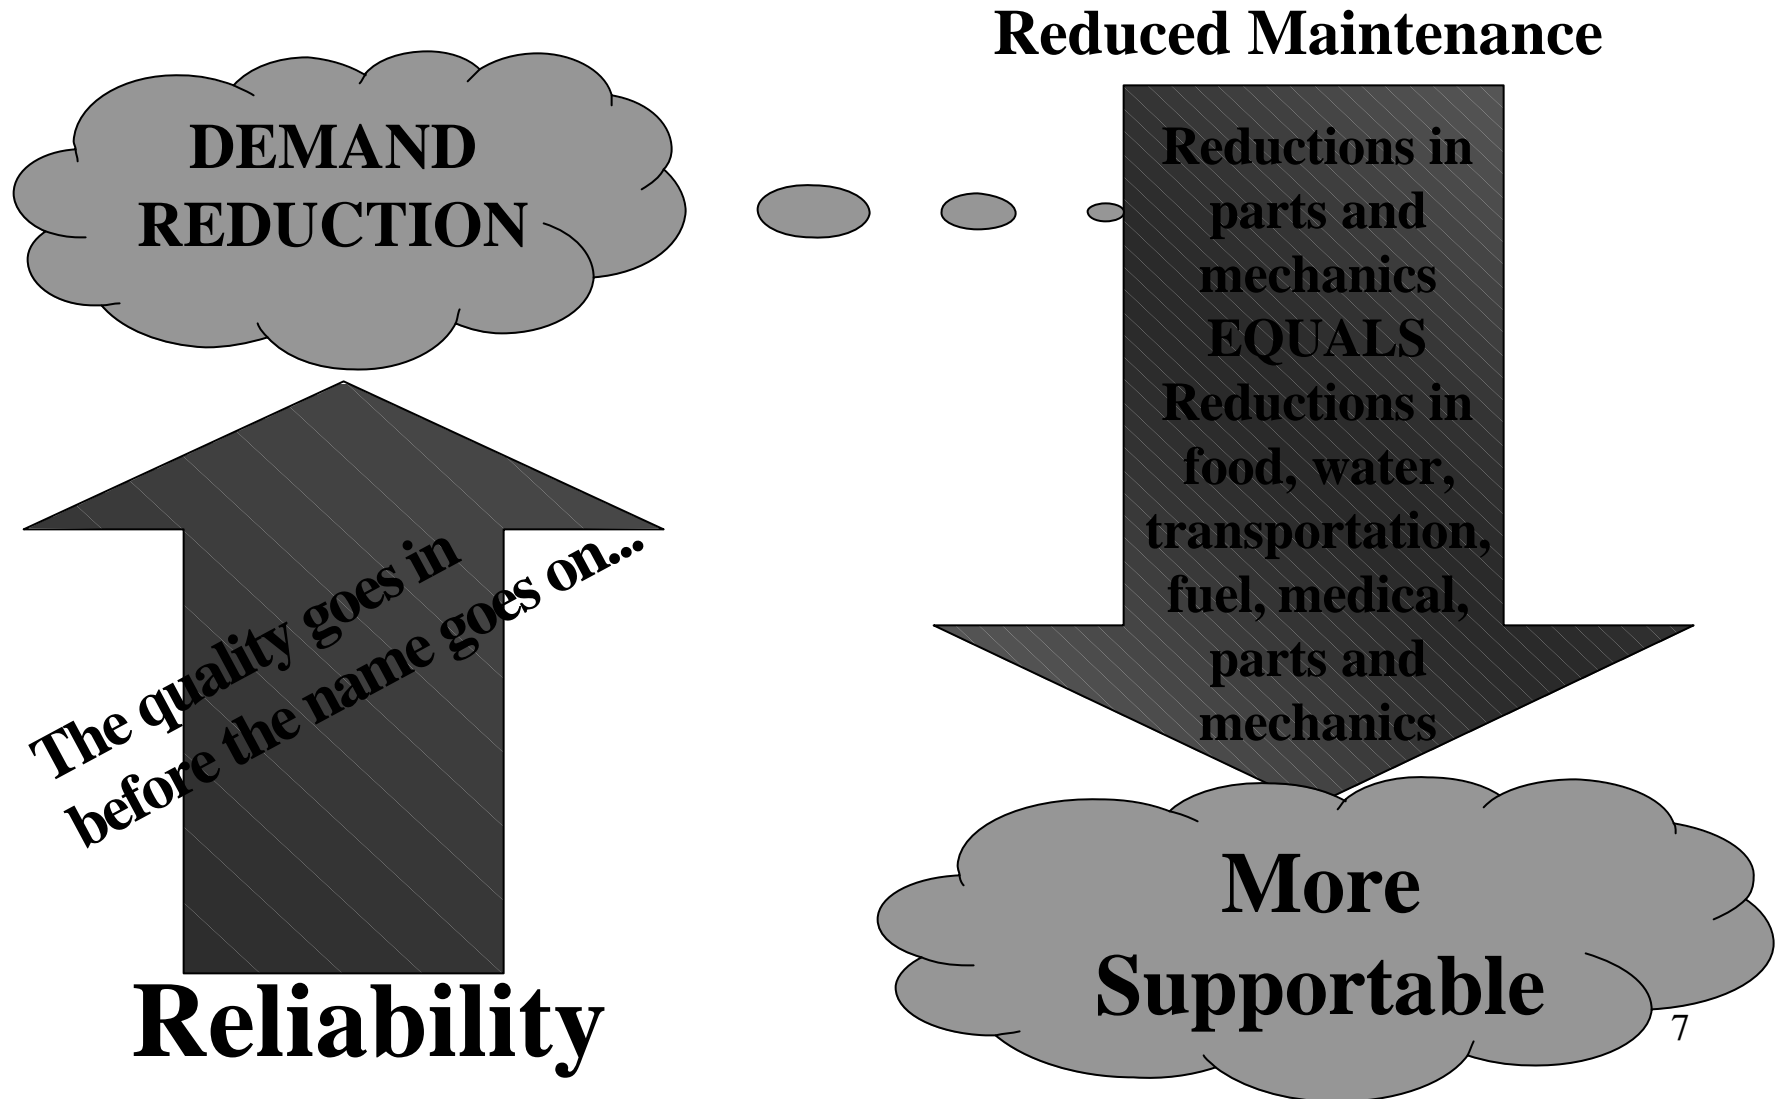 DEMAND
REDUCTION
The quality goes in
before the name goes on...
Reliability
Reduced Maintenance
Reductions in
parts and
mechanics
EQUALS
Reductions in
food, water,
transportation,
fuel, medical,
parts and
mechanics
More
Supportable
7